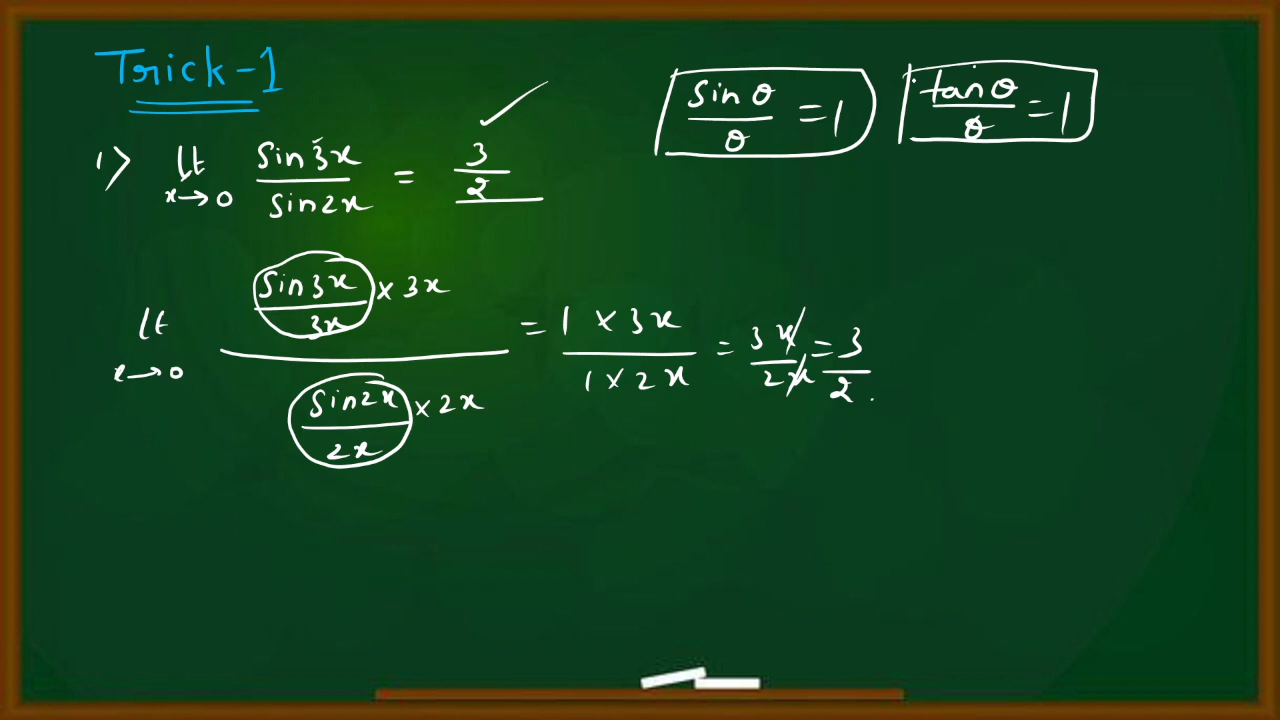 Trick-1
sinθ/θ = 1
tanθ/θ = 1
1> lt x→0 sin3x/sin2x = 3/2
lt x→0 (sin3x/3x × 3x)/(sin2x/2x × 2x) = (1 × 3x)/(1 × 2x) = 3x/2x = 3/2.